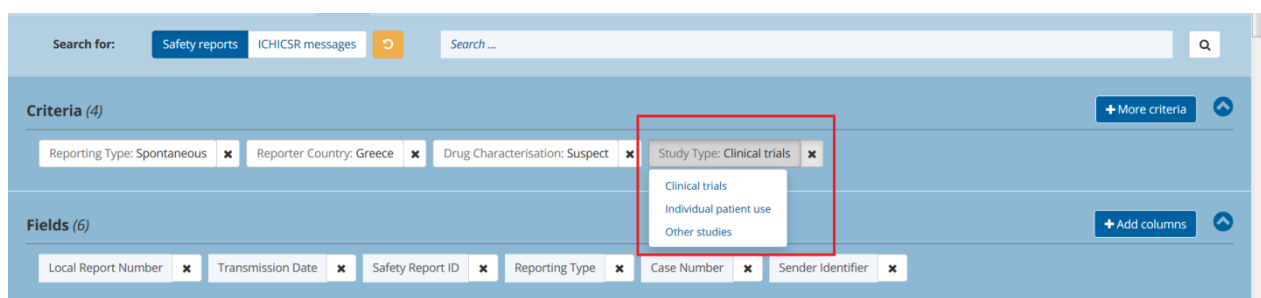 Search for: Safety reports ICHICSR messages Search ...
Criteria (4) More criteria
Reporting Type: Spontaneous Reporter Country: Greece Drug Characterisation: Suspect Study Type: Clinical trials
Clinical trials
Individual patient use
Other studies
Fields (6) Add columns
Local Report Number Transmission Date Safety Report ID Reporting Type Case Number Sender Identifier